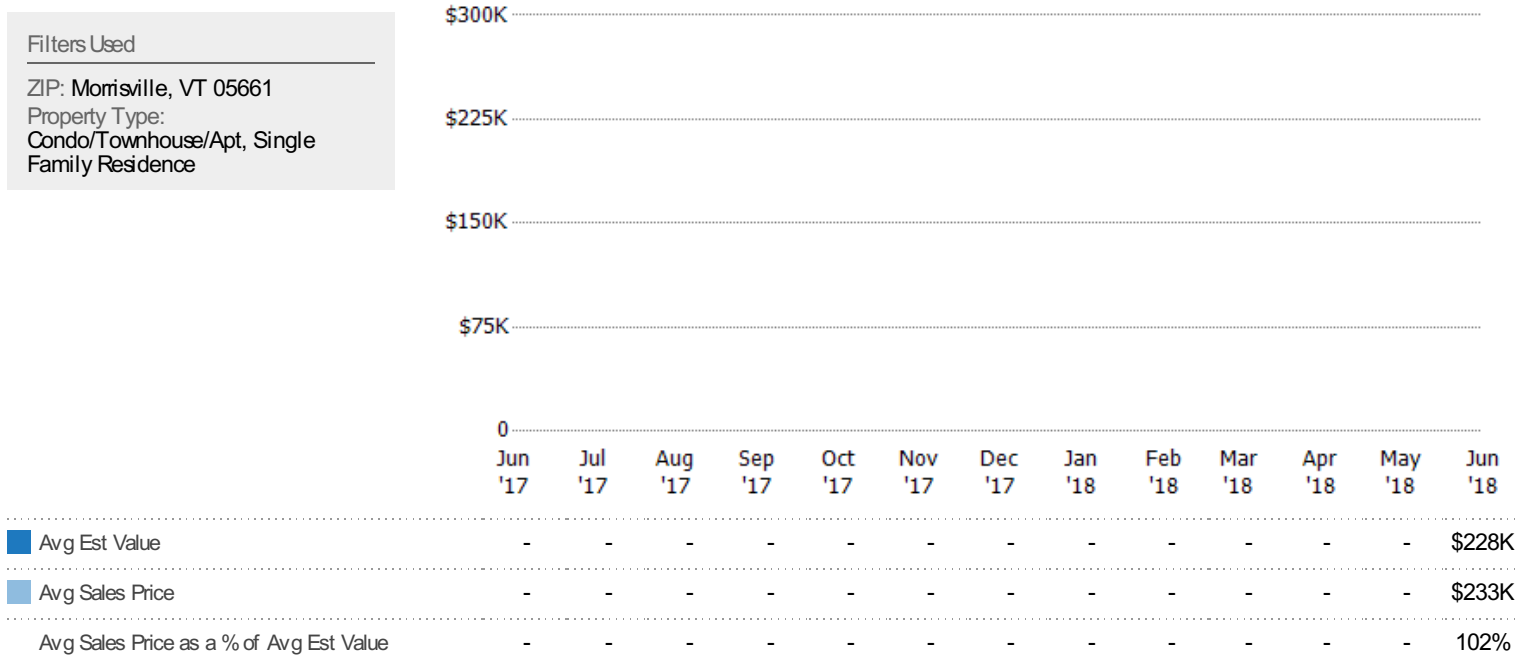 Filters Used
ZIP: Morrisville, VT 05661
Property Type:
Condo/Townhouse/Apt, Single
Family Residence
$300K
$225K
$150K
$75K
0
Jun Jul Aug Sep Oct Nov Dec Jan Feb Mar Apr May Jun
'17 '17 '17 '17 '17 '17 '17 '18 '18 '18 '18 '18 '18
Avg Est Value - - - - - - - - - - - - $228K
Avg Sales Price - - - - - - - - - - - - $233K
Avg Sales Price as a % of Avg Est Value - - - - - - - - - - - - 102%